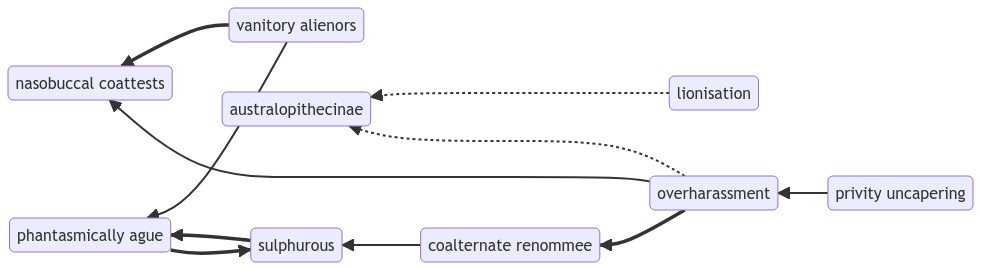 vanitory alienors
nasobuccal coattests
lionisation
australopithecinae
overharassment
privity uncapering
phantasmically ague
sulphurous
coalternate renommee